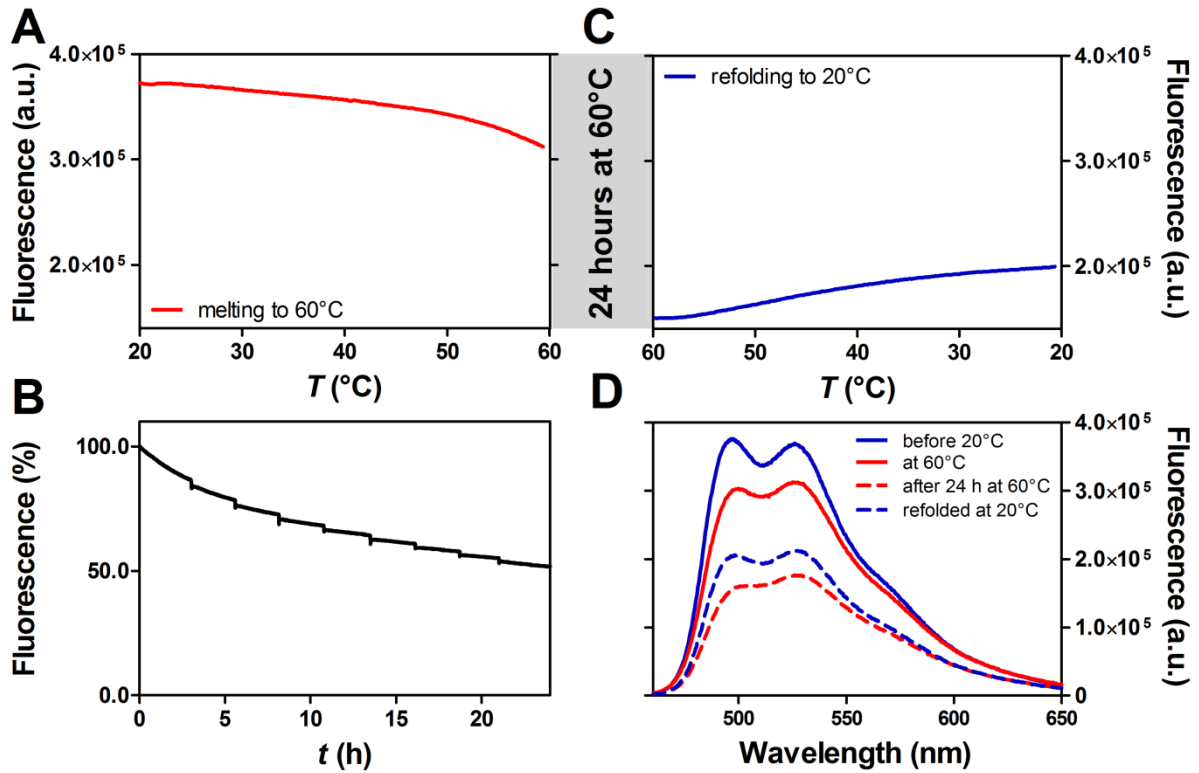 A
Fluorescence (a.u.)
4.0×10⁵
3.0×10⁵
2.0×10⁵
melting to 60°C
20
30
40
50
60
T (°C)
24 hours at 60°C
C
refolding to 20°C
4.0×10⁵
3.0×10⁵
2.0×10⁵
Fluorescence (a.u.)
60
50
40
30
20
T (°C)
B
Fluorescence (%)
100.0
50.0
0.0
0
5
10
15
20
t (h)
D
before 20°C
at 60°C
after 24 h at 60°C
refolded at 20°C
4.0×10⁵
3.0×10⁵
2.0×10⁵
1.0×10⁵
0
Fluorescence (a.u.)
500
550
600
650
Wavelength (nm)